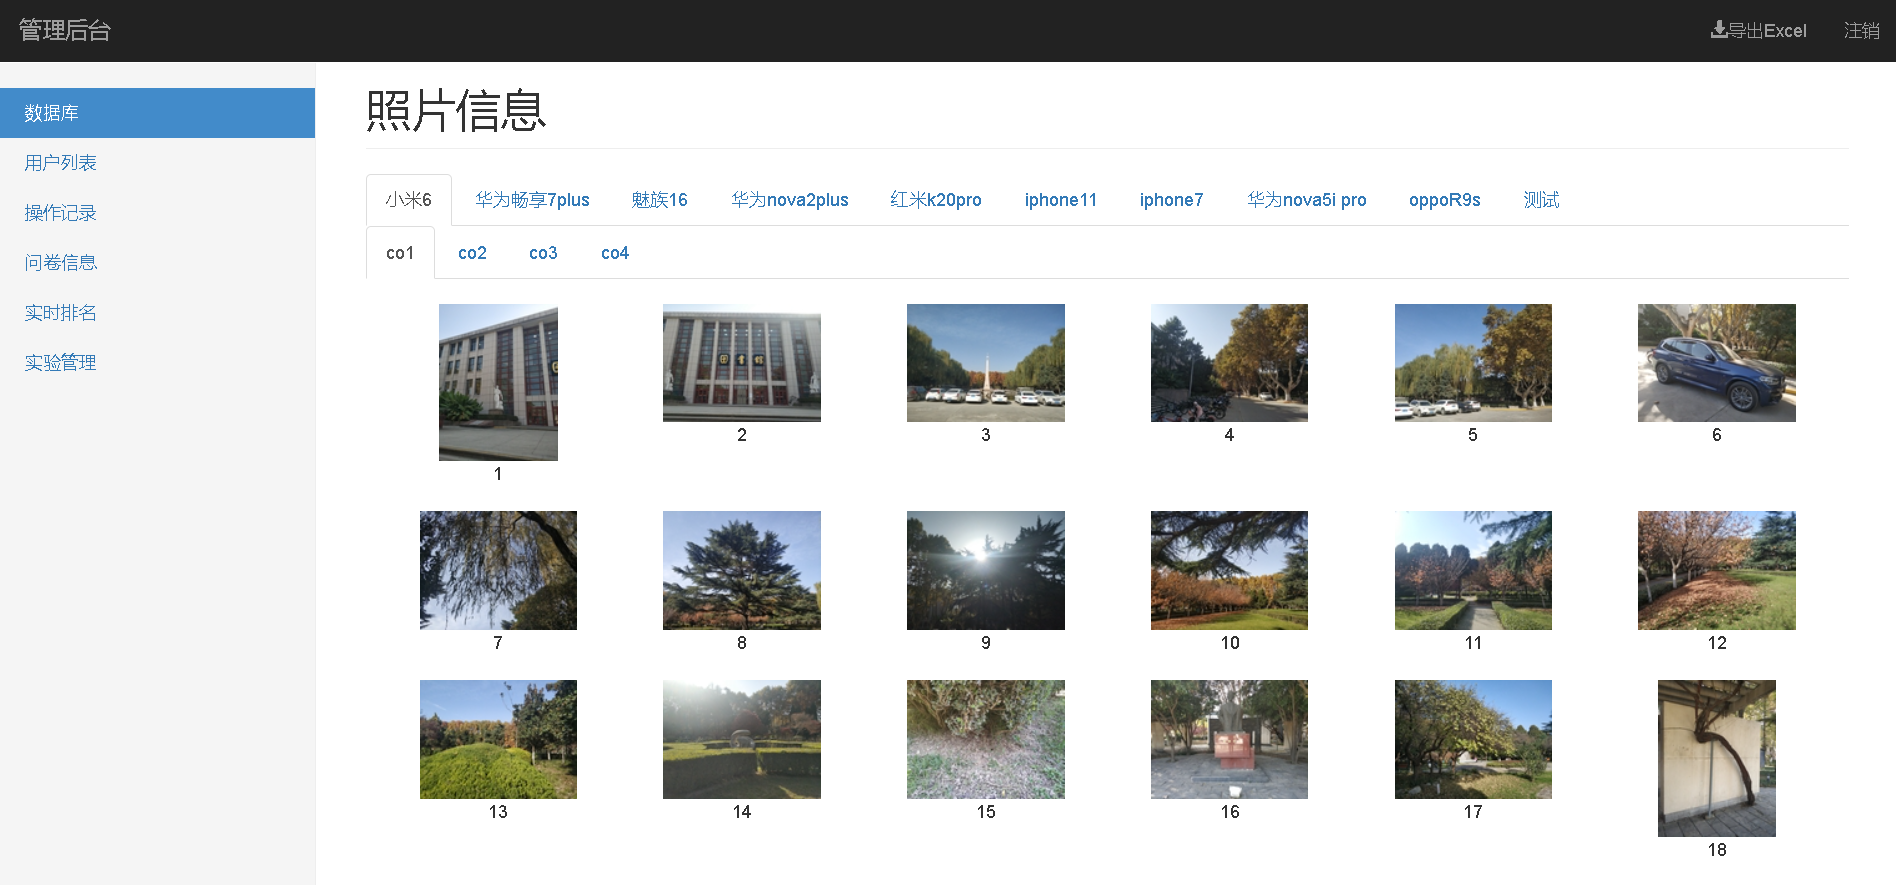 管理后台
导出Excel 注销
数据库
用户列表
操作记录
问卷信息
实时排名
实验管理
照片信息
小米6 华为畅享7plus 魅族16 华为nova2plus 红米k20pro iphone11 iphone7 华为nova5i pro oppoR9s 测试
co1 co2 co3 co4
图書館
1 2 3 4 5 6
7 8 9 10 11 12
13 14 15 16 17 18